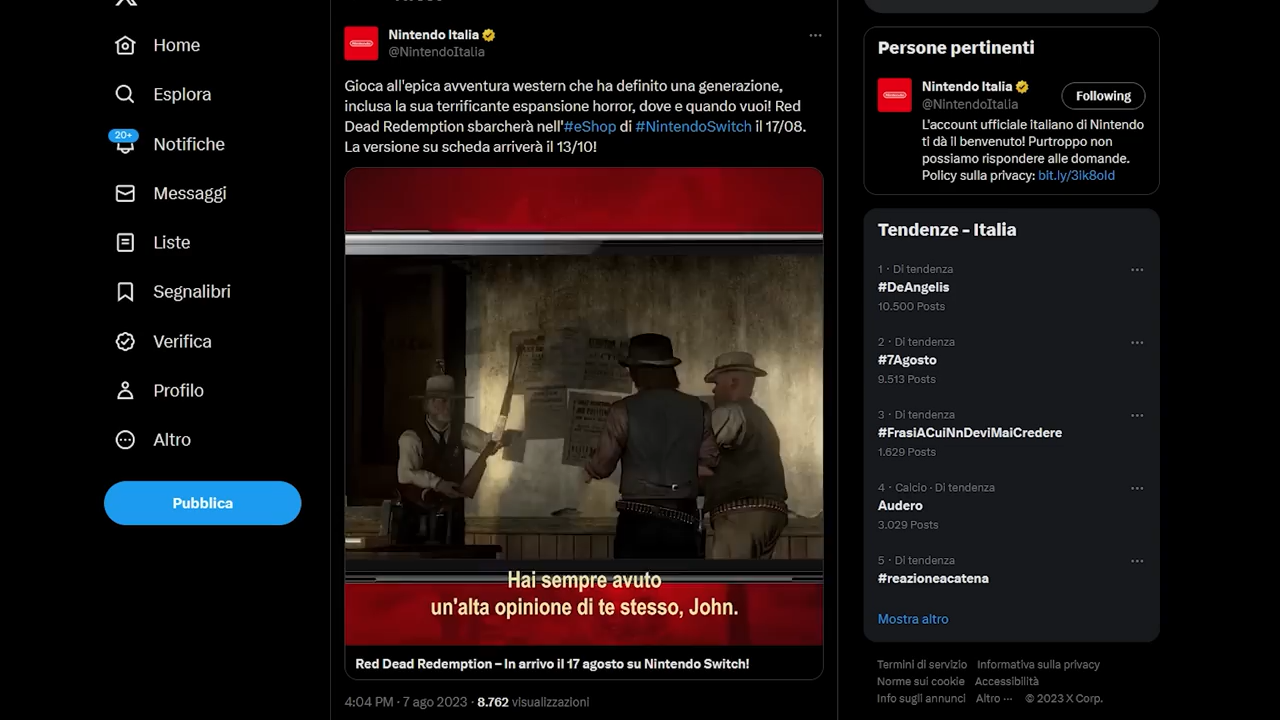 Home
Esplora
20+
Notifiche
Messaggi
Liste
Segnalibri
Verifica
Profilo
Altro
Pubblica
Nintendo Italia
@NintendoItalia
Gioca all'epica avventura western che ha definito una generazione,
inclusa la sua terrificante espansione horror, dove e quando vuoi! Red
Dead Redemption sbarcherà nell'#eShop di #NintendoSwitch il 17/08.
La versione su scheda arriverà il 13/10!
Hai sempre avuto
un'alta opinione di te stesso, John.
Red Dead Redemption – In arrivo il 17 agosto su Nintendo Switch!
4:04 PM · 7 ago 2023 · 8.762 visualizzazioni
Persone pertinenti
Nintendo Italia
@NintendoItalia
Following
L'account ufficiale italiano di Nintendo
ti dà il benvenuto! Purtroppo non
possiamo rispondere alle domande.
Policy sulla privacy: bit.ly/3ik8old
Tendenze – Italia
1 · Di tendenza
#DeAngelis
10.500 Posts
2 · Di tendenza
#7Agosto
9.513 Posts
3 · Di tendenza
#FrasiACuiNnDeviMaiCredere
1.629 Posts
4 · Calcio · Di tendenza
Audero
3.029 Posts
5 · Di tendenza
#reazioneacatena
Mostra altro
Termini di servizio Informativa sulla privacy
Norme sui cookie Accessibilità
Info sugli annunci Altro ··· © 2023 X Corp.